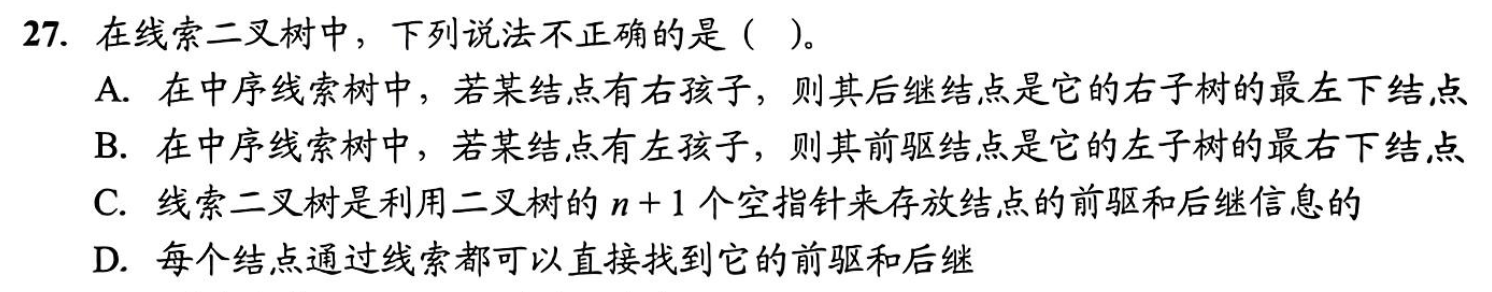 27. 在线索二叉树中，下列说法不正确的是（ ）。
A. 在中序线索树中，若某结点有右孩子，则其后继结点是它的右子树的最左下结点
B. 在中序线索树中，若某结点有左孩子，则其前驱结点是它的左子树的最右下结点
C. 线索二叉树是利用二叉树的 n + 1 个空指针来存放结点的前驱和后继信息的
D. 每个结点通过线索都可以直接找到它的前驱和后继